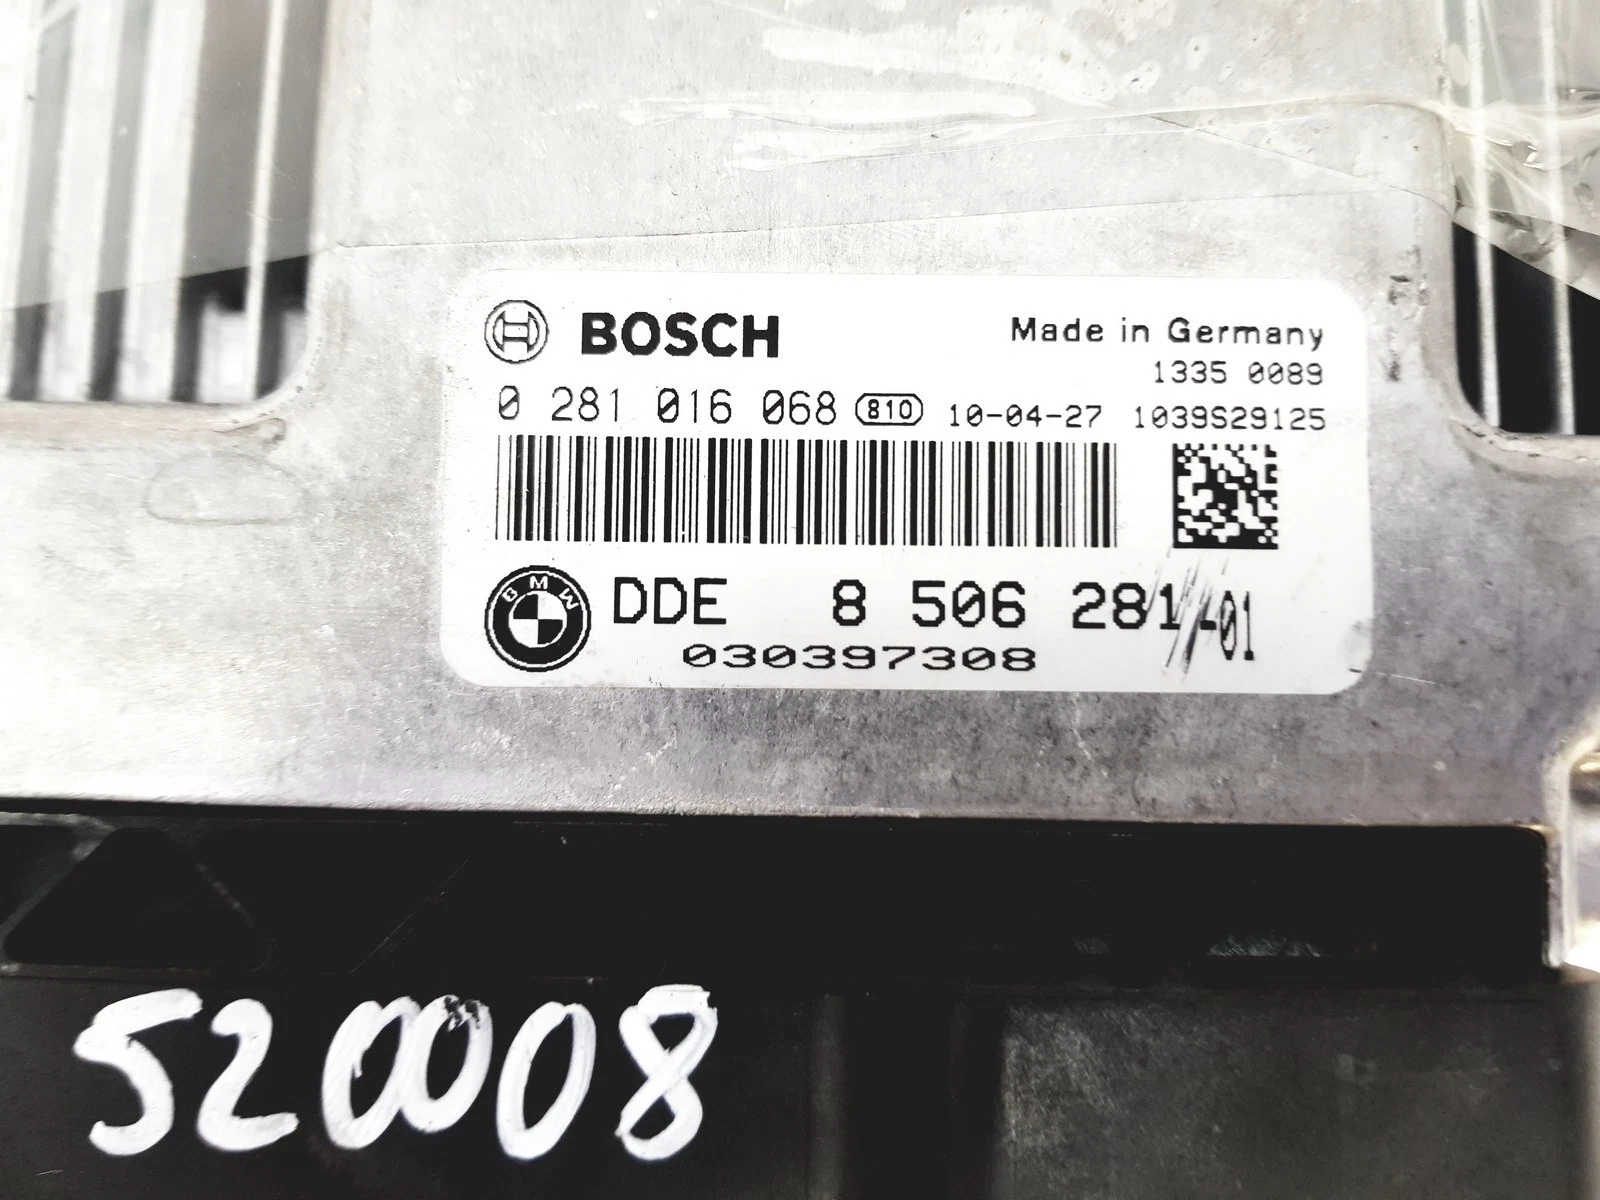 BOSCH
Made in Germany
1335 0089
0 281 016 068 810 10-04-27 1039S29125
BMW DDE 8 506 281-01
030397308
520008